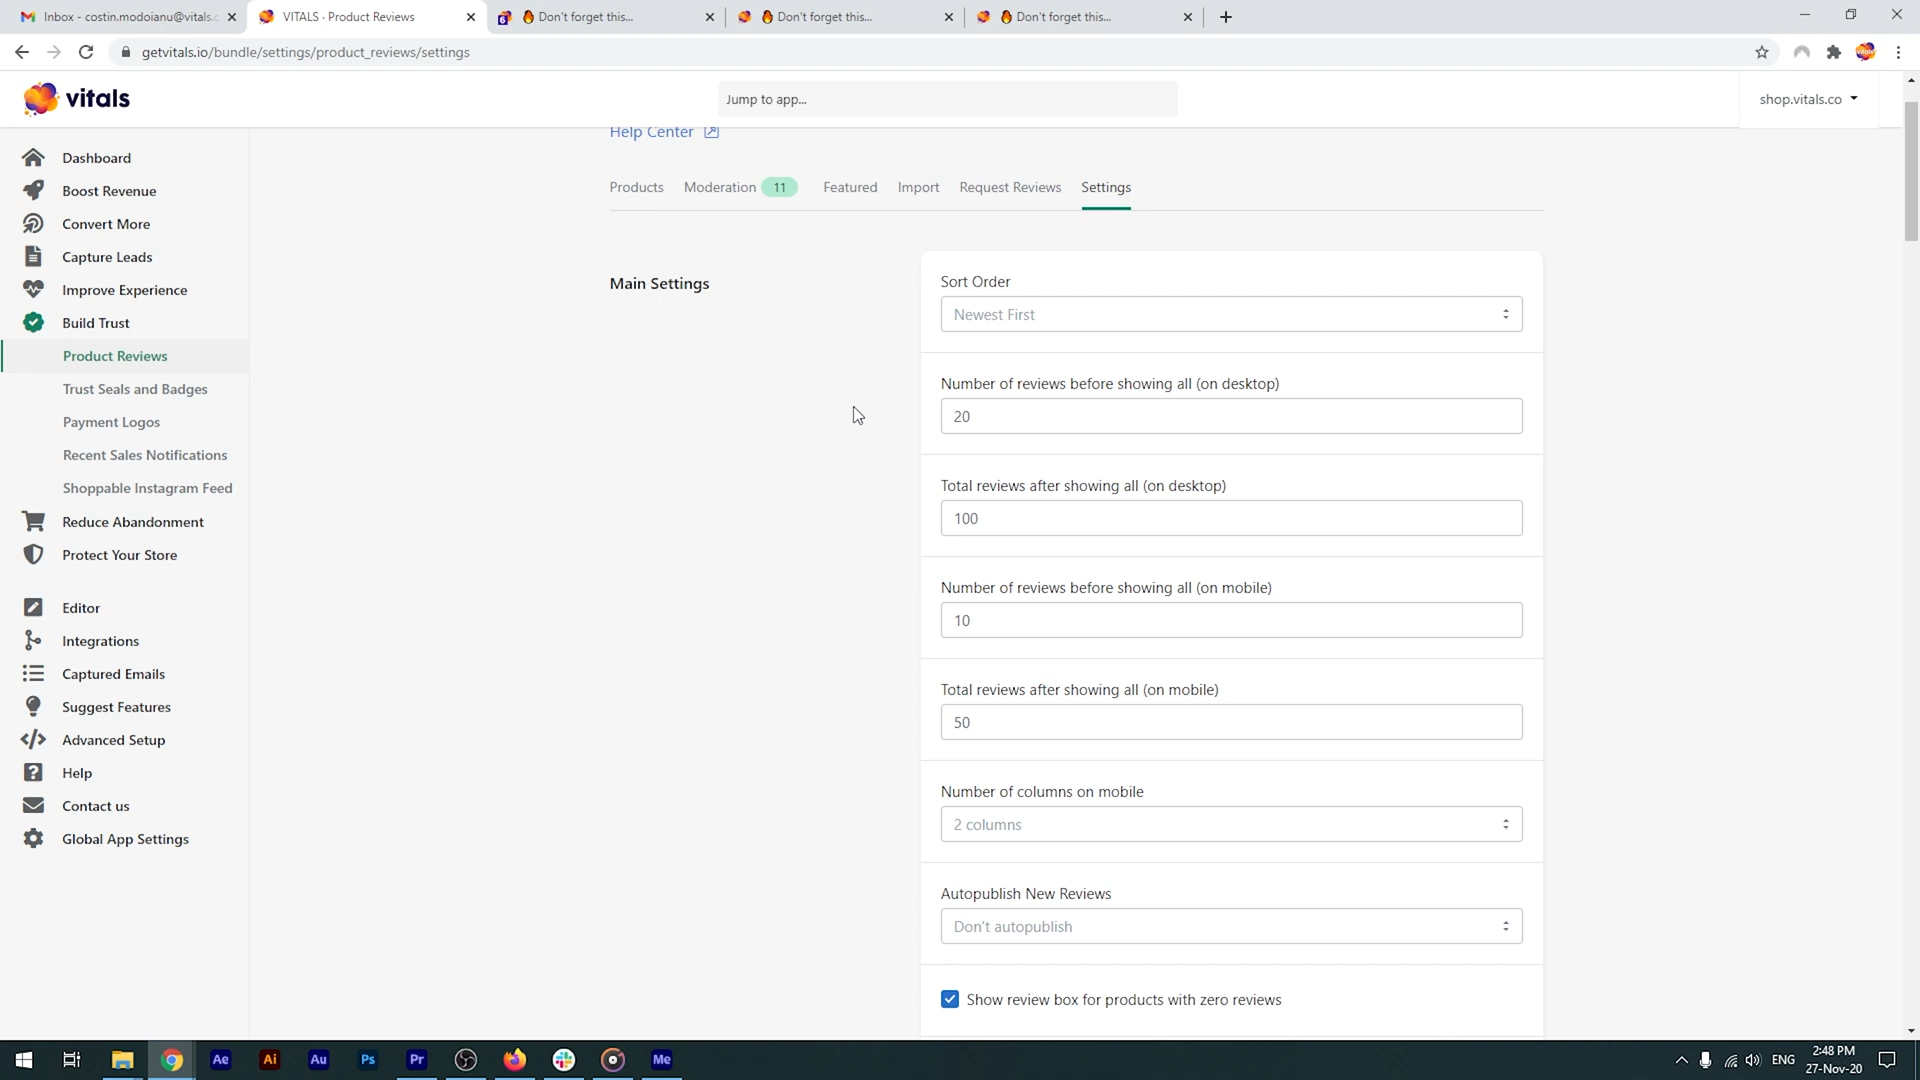 Inbox - costin.modoianu@vitals.c
VITALS · Product Reviews
6
Don't forget this...
Don't forget this...
Don't forget this...
getvitals.io/bundle/settings/product_reviews/settings
vitals
Jump to app...
shop.vitals.co
Help Center
Products
Moderation 11
Featured
Import
Request Reviews
Settings
Dashboard
Boost Revenue
Convert More
Capture Leads
Improve Experience
Build Trust
Product Reviews
Trust Seals and Badges
Payment Logos
Recent Sales Notifications
Shoppable Instagram Feed
Reduce Abandonment
Protect Your Store
Editor
Integrations
Captured Emails
Suggest Features
Advanced Setup
Help
Contact us
Global App Settings
Main Settings
Sort Order
Newest First
Number of reviews before showing all (on desktop)
20
Total reviews after showing all (on desktop)
100
Number of reviews before showing all (on mobile)
10
Total reviews after showing all (on mobile)
50
Number of columns on mobile
2 columns
Autopublish New Reviews
Don't autopublish
Show review box for products with zero reviews
Ae
Ai
Au
Ps
Pr
Me
ENG
2:48 PM
27-Nov-20